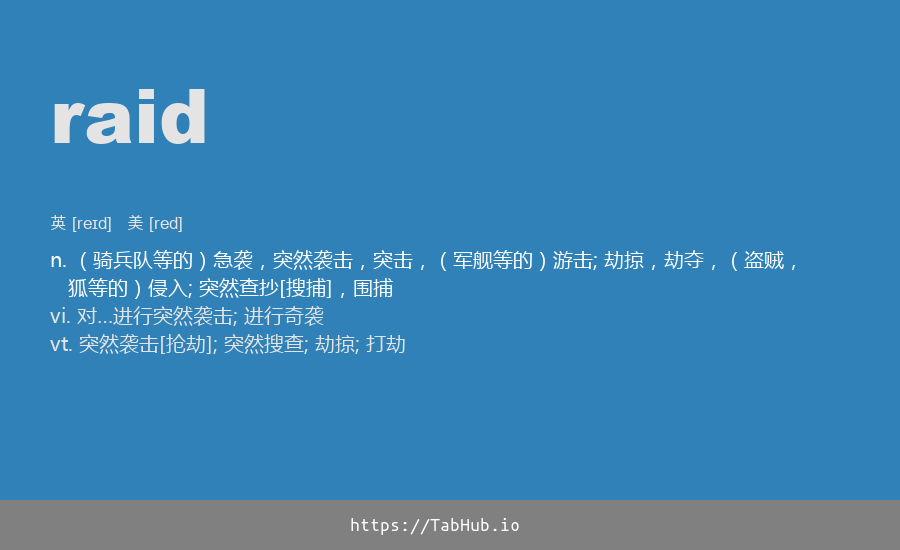 raid
英 [reɪd] 美 [red]
n. （骑兵队等的）急袭，突然袭击，突击，（军舰等的）游击; 劫掠，劫夺，（盗贼，
狐等的）侵入; 突然查抄[搜捕]，围捕
vi. 对…进行突然袭击; 进行奇袭
vt. 突然袭击[抢劫]; 突然搜查; 劫掠; 打劫
https://TabHub.io